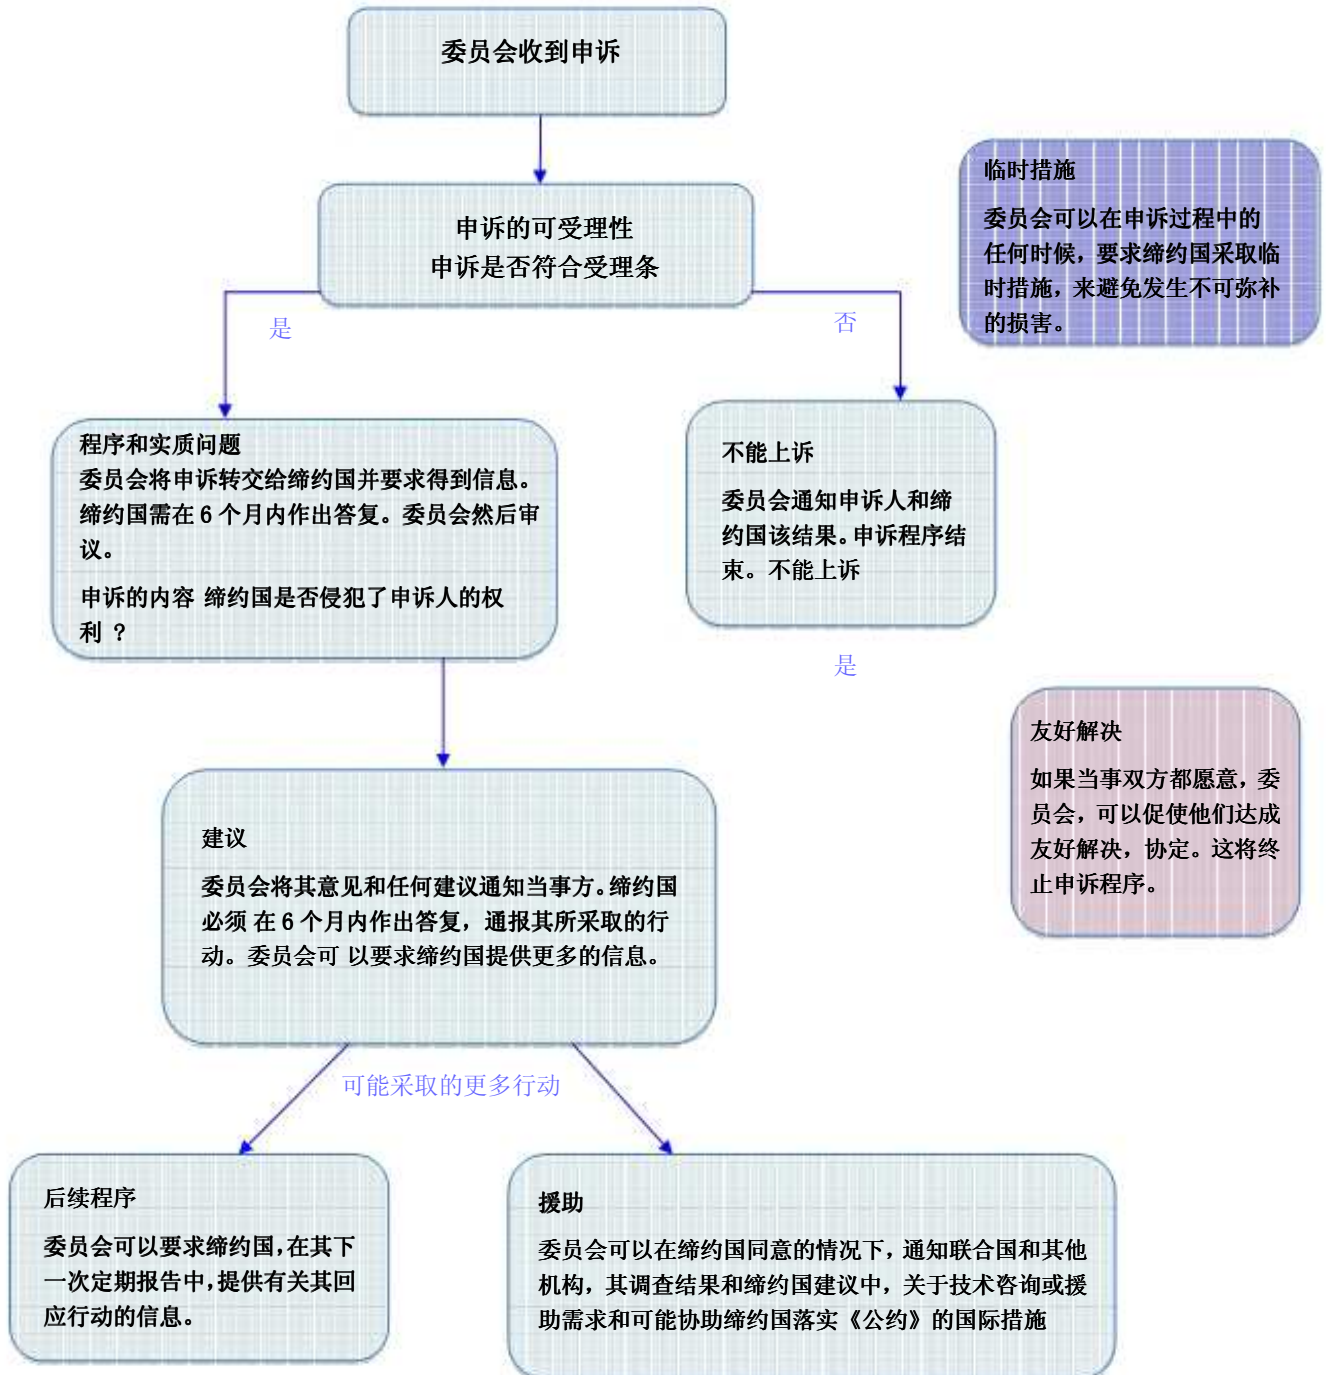 委员会收到申诉
申诉的可受理性
申诉是否符合受理条
临时措施
委员会可以在申诉过程中的
任何时候，要求缔约国采取临
时措施，来避免发生不可弥补
的损害。
是
否
程序和实质问题
委员会将申诉转交给缔约国并要求得到信息。
缔约国需在 6 个月内作出答复。委员会然后审
议。
申诉的内容 缔约国是否侵犯了申诉人的权
利 ?
不能上诉
委员会通知申诉人和缔
约国该结果。申诉程序结
束。不能上诉
是
友好解决
如果当事双方都愿意，委
员会，可以促使他们达成
友好解决，协定。这将终
止申诉程序。
建议
委员会将其意见和任何建议通知当事方。缔约国
必须 在 6 个月内作出答复，通报其所采取的行
动。委员会可 以要求缔约国提供更多的信息。
可能采取的更多行动
后续程序
委员会可以要求缔约国，在其下
一次定期报告中，提供有关其回
应行动的信息。
援助
委员会可以在缔约国同意的情况下，通知联合国和其他
机构，其调查结果和缔约国建议中，关于技术咨询或援
助需求和可能协助缔约国落实《公约》的国际措施